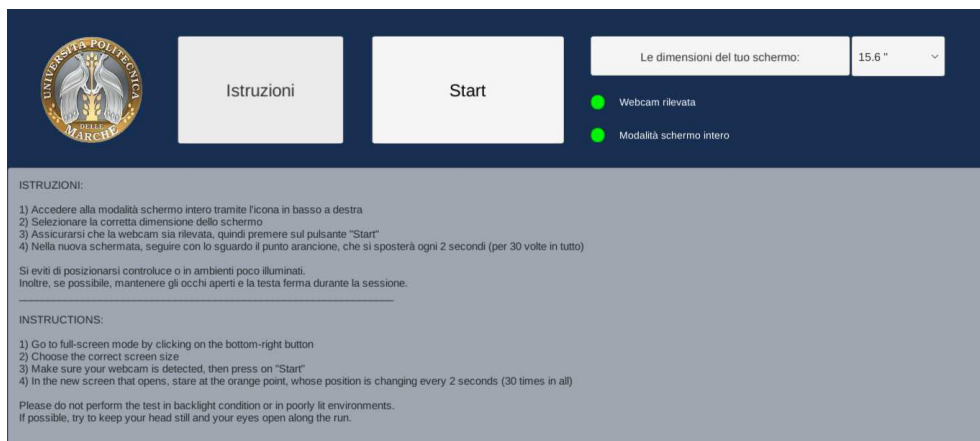 UNIVERSITÀ POLITECNICA
DELLE
MARCHE
Istruzioni
Start
Le dimensioni del tuo schermo:
15.6 "
Webcam rilevata
Modalità schermo intero
ISTRUZIONI:
1) Accedere alla modalità schermo intero tramite l'icona in basso a destra
2) Selezionare la corretta dimensione dello schermo
3) Assicurarsi che la webcam sia rilevata, quindi premere sul pulsante "Start"
4) Nella nuova schermata, seguire con lo sguardo il punto arancione, che si sposterà ogni 2 secondi (per 30 volte in tutto)
Si eviti di posizionarsi controluce o in ambienti poco illuminati.
Inoltre, se possibile, mantenere gli occhi aperti e la testa ferma durante la sessione.
INSTRUCTIONS:
1) Go to full-screen mode by clicking on the bottom-right button
2) Choose the correct screen size
3) Make sure your webcam is detected, then press on "Start"
4) In the new screen that opens, stare at the orange point, whose position is changing every 2 seconds (30 times in all)
Please do not perform the test in backlight condition or in poorly lit environments.
If possible, try to keep your head still and your eyes open along the run.